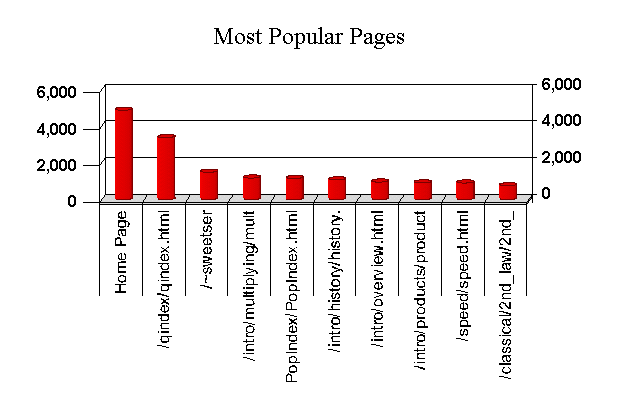 Most Popular Pages
6,000
4,000
2,000
0
6,000
4,000
2,000
0
Home Page
/qindex/qindex.html
/~sweetser
/intro/multiplying/mult
PopIndex/PopIndex.html
/intro/history/history.
/intro/overview.html
/intro/products/product
/speed/speed.html
/classical/2nd_law/2nd_